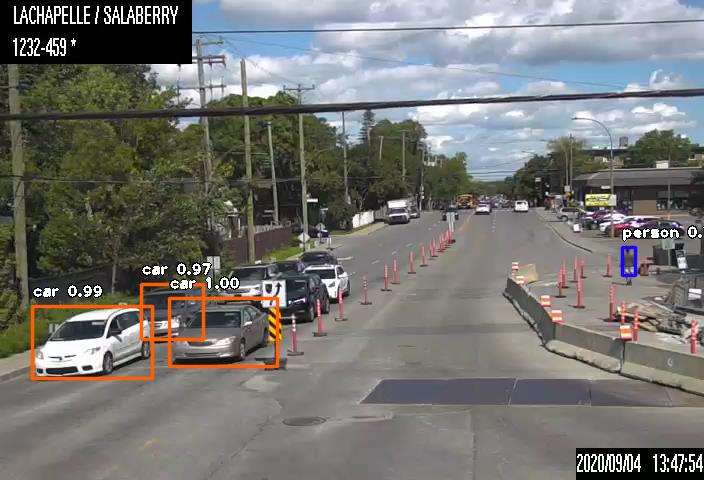 LACHAPELLE / SALABERRY
1232-459 *
person 0.
car 0.97
car 1.00
car 0.99
2020/09/04 13:47:54